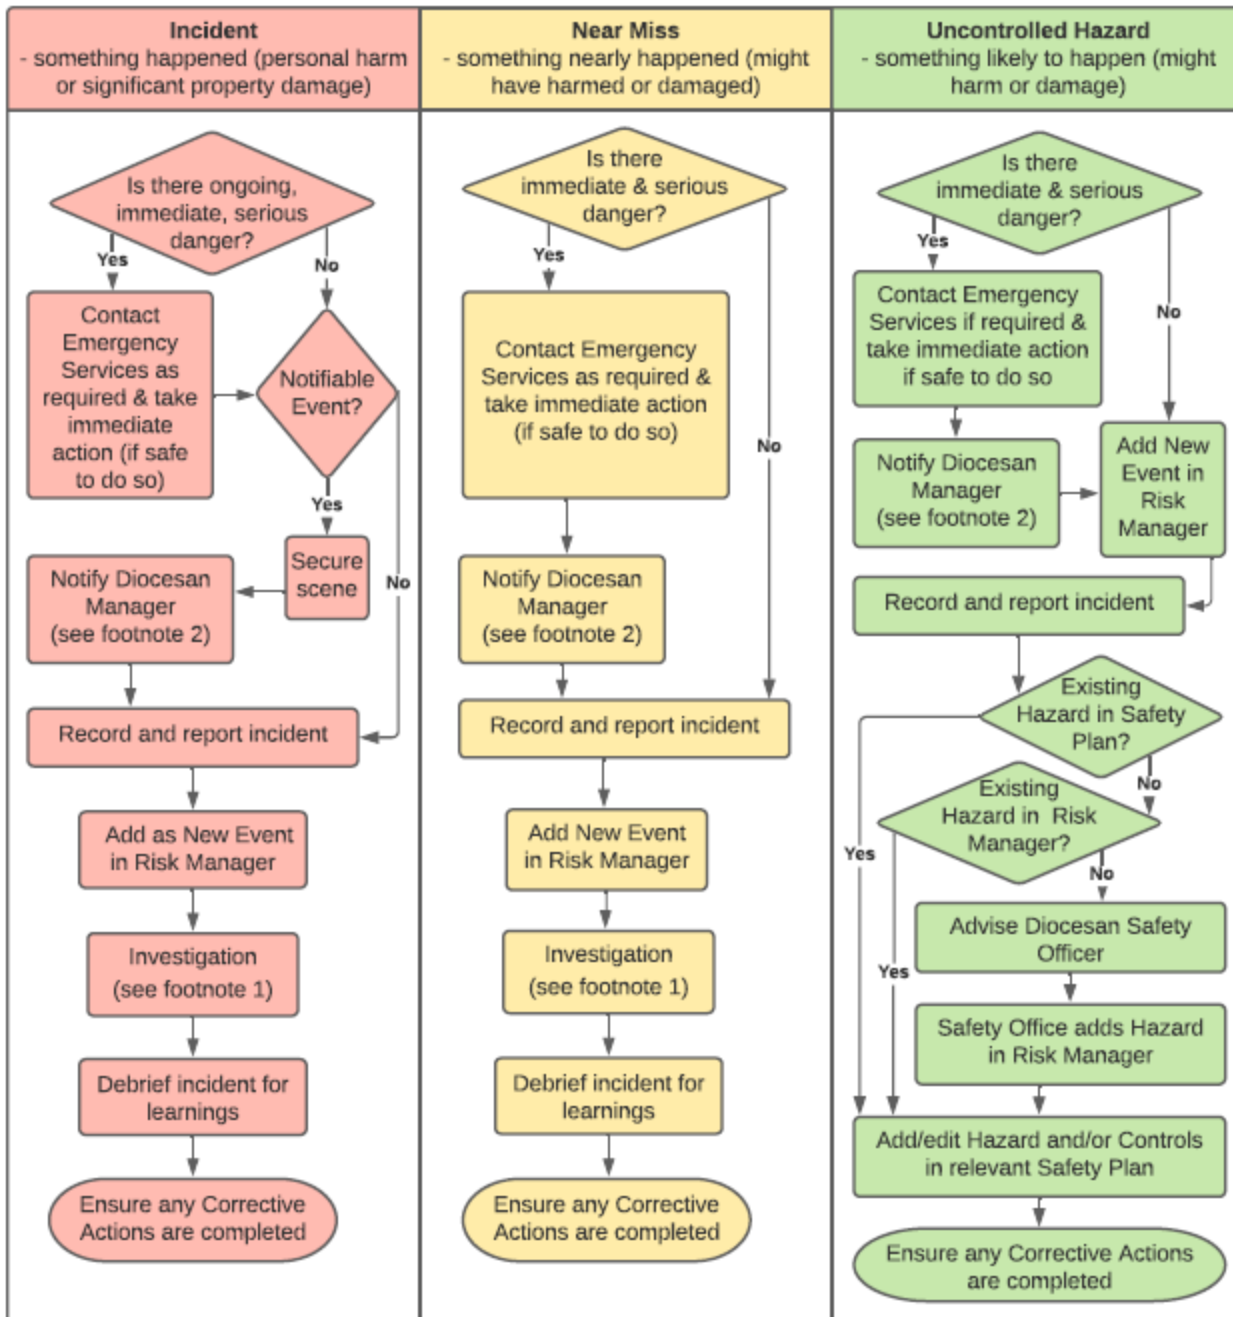 Incident
- something happened (personal harm
or significant property damage)
Is there ongoing,
immediate, serious
danger?
Yes
No
Contact
Emergency
Services as
required & take
immediate
action (if safe
to do so)
Notifiable
Event?
Yes
No
Secure
scene
Notify Diocesan
Manager
(see footnote 2)
Record and report incident
Add as New Event
in Risk Manager
Investigation
(see footnote 1)
Debrief incident for
learnings
Ensure any Corrective
Actions are completed
Near Miss
- something nearly happened (might
have harmed or damaged)
Is there
immediate & serious
danger?
Yes
No
Contact Emergency
Services as required &
take immediate action
(if safe to do so)
Notify Diocesan
Manager
(see footnote 2)
Record and report incident
Add New Event
in Risk Manager
Investigation
(see footnote 1)
Debrief incident for
learnings
Ensure any Corrective
Actions are completed
Uncontrolled Hazard
- something likely to happen (might
harm or damage)
Is there
immediate & serious
danger?
Yes
No
Contact Emergency
Services if required &
take immediate action
if safe to do so
Notify Diocesan
Manager
(see footnote 2)
Add New
Event in
Risk
Manager
Record and report incident
Existing
Hazard in Safety
Plan?
Yes
No
Existing
Hazard in Risk
Manager?
Yes
No
Advise Diocesan Safety
Officer
Safety Office adds Hazard
in Risk Manager
Add/edit Hazard and/or Controls
in relevant Safety Plan
Ensure any Corrective Actions
are completed